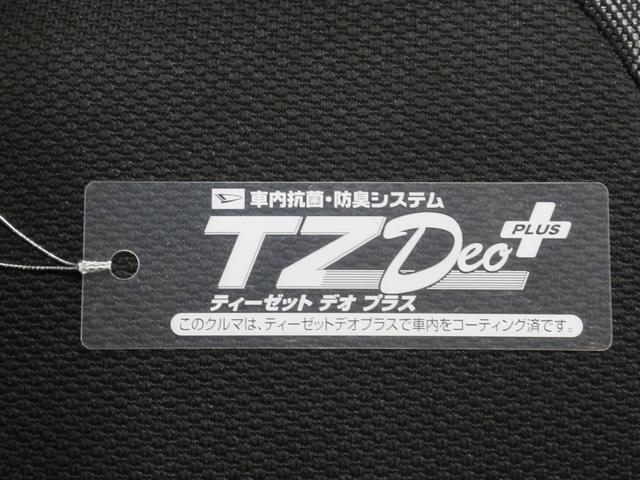 車内抗菌・防臭システム
TZ Deo PLUS
ティーゼット デオ プラス
このクルマは、ティーゼットデオプラスで車内をコーティング済です。